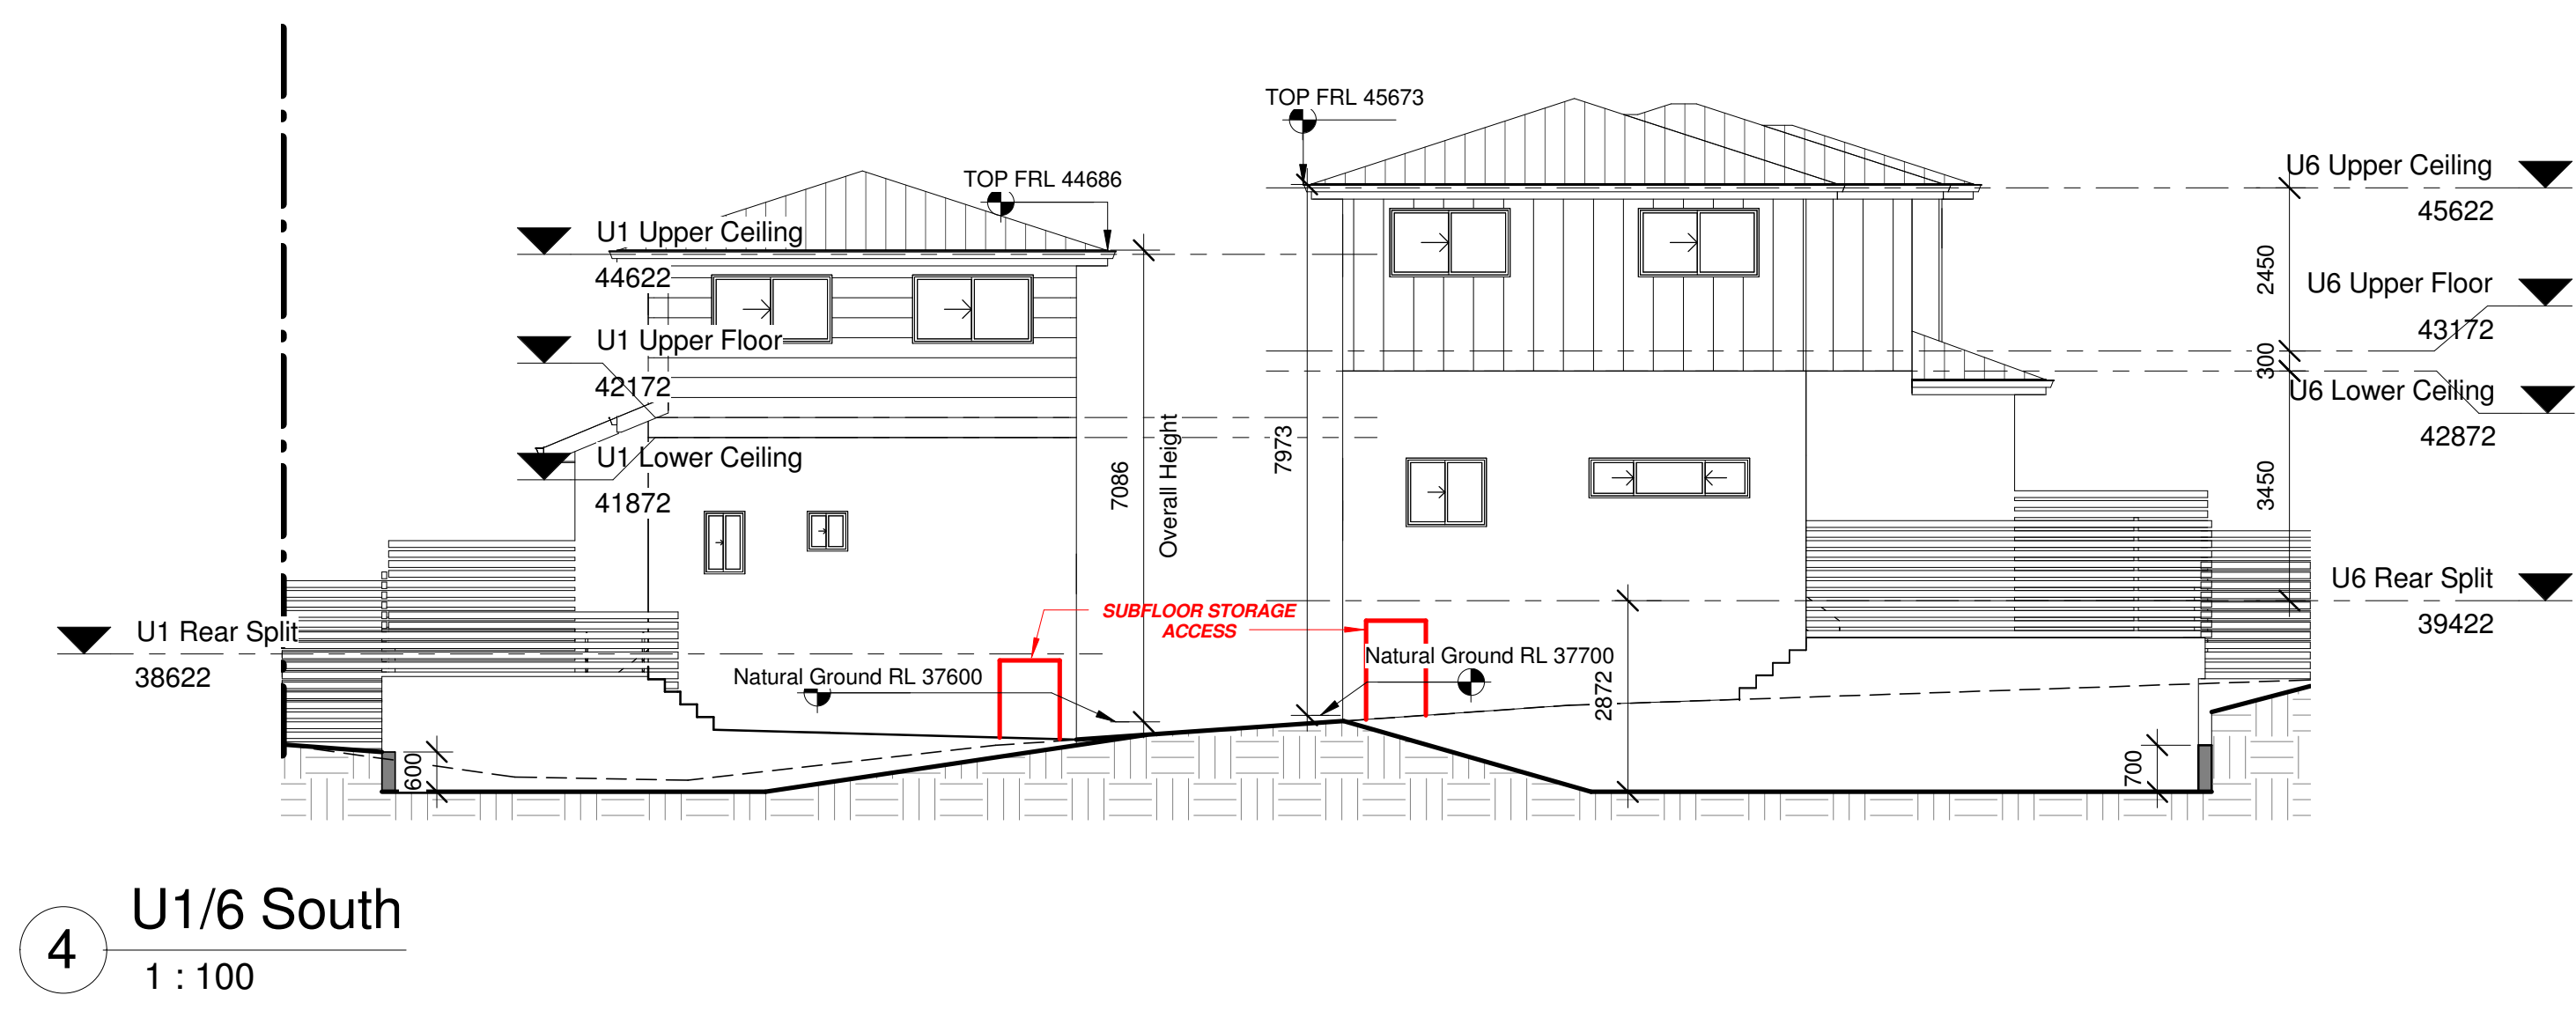 TOP FRL 45673
U6 Upper Ceiling
45622
TOP FRL 44686
U1 Upper Ceiling
44622
2450
U6 Upper Floor
43172
U1 Upper Floor
42172
300
U6 Lower Ceiling
42872
U1 Lower Ceiling
41872
7086
Overall Height
7973
3450
U6 Rear Split
39422
SUBFLOOR STORAGE
ACCESS
U1 Rear Split
38622
Natural Ground RL 37600
Natural Ground RL 37700
2872
600
700
4
U1/6 South
1 : 100